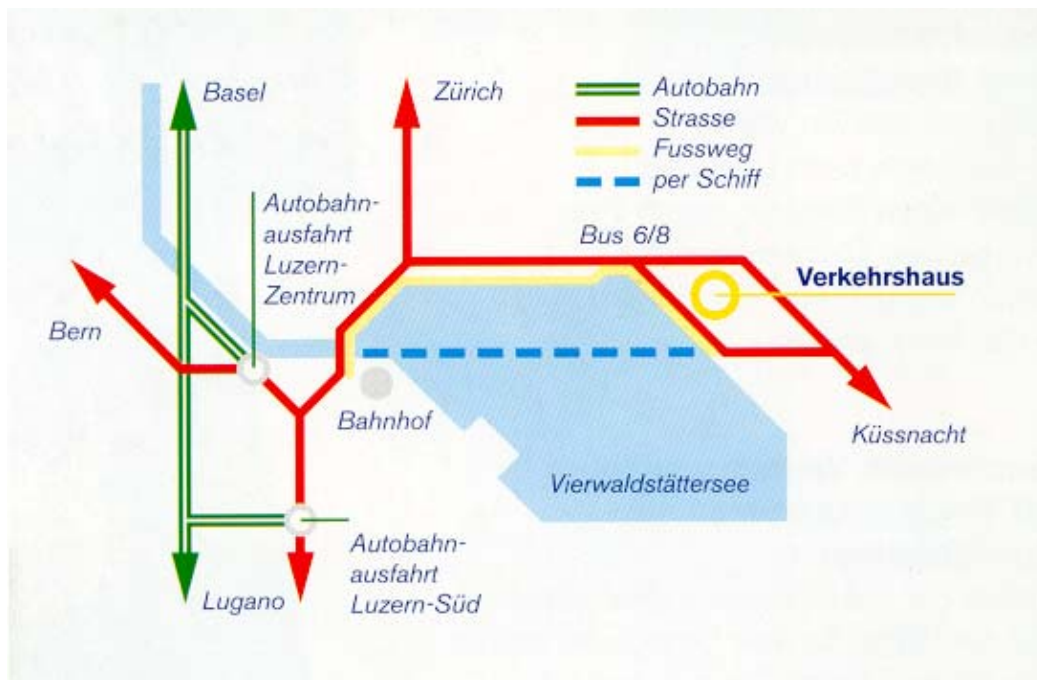 Basel
Zürich
Autobahn
Strasse
Fussweg
per Schiff
Autobahn-
ausfahrt
Luzern-
Zentrum
Bus 6/8
Verkehrshaus
Bern
Bahnhof
Küssnacht
Vierwaldstättersee
Autobahn-
ausfahrt
Luzern-Süd
Lugano